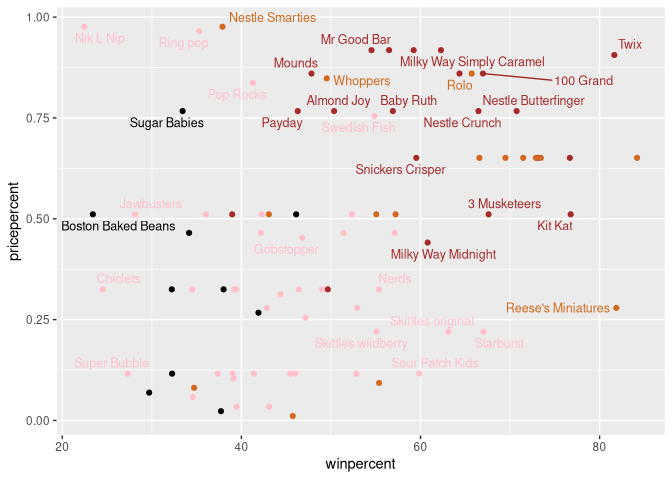 1.00
Nestle Smarties
Nik L Nip
Ring pop
Mr Good Bar
Twix
Mounds
Milky Way Simply Caramel
Whoppers
Rolo
100 Grand
Pop Rocks
Almond Joy
Baby Ruth
Nestle Butterfinger
0.75
Sugar Babies
Payday
Swedish Fish
Nestle Crunch
Snickers Crisper
pricepercent
Jawbusters
3 Musketeers
0.50
Boston Baked Beans
Kit Kat
Gobstopper
Milky Way Midnight
Chiclets
Nerds
Reese's Miniatures
0.25
Skittles original
Skittles wildberry
Starburst
Super Bubble
Sour Patch Kids
0.00
20
40
60
80
winpercent